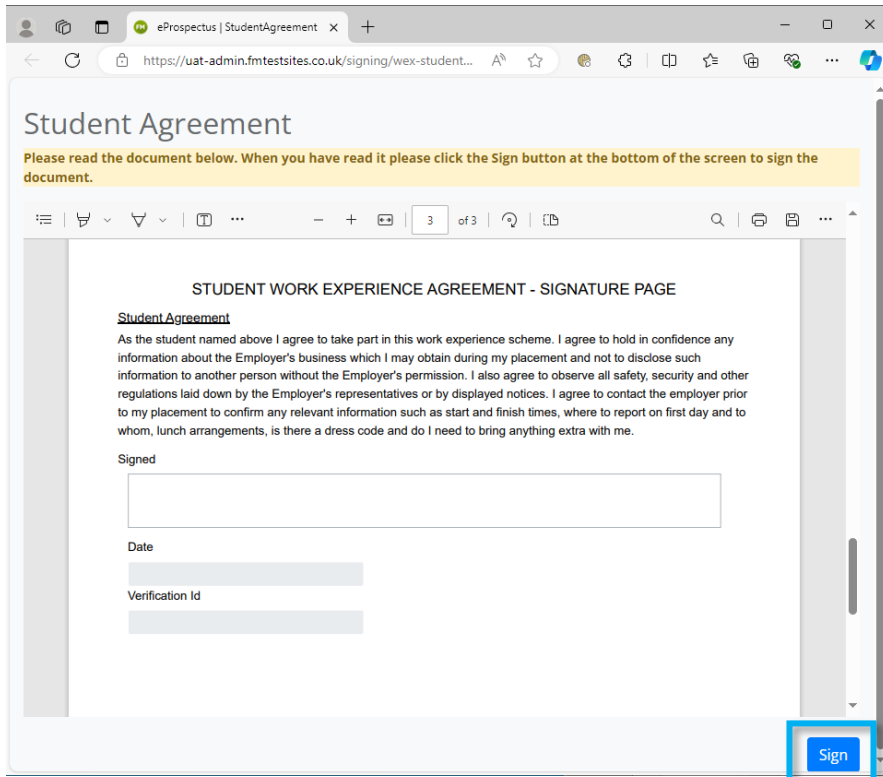 eProspectus | StudentAgreement
https://uat-admin.fmtestsites.co.uk/signing/wex-student...
Student Agreement
Please read the document below. When you have read it please click the Sign button at the bottom of the screen to sign the
document.
3 of 3
STUDENT WORK EXPERIENCE AGREEMENT - SIGNATURE PAGE
Student Agreement
As the student named above I agree to take part in this work experience scheme. I agree to hold in confidence any
information about the Employer's business which I may obtain during my placement and not to disclose such
information to another person without the Employer's permission. I also agree to observe all safety, security and other
regulations laid down by the Employer's representatives or by displayed notices. I agree to contact the employer prior
to my placement to confirm any relevant information such as start and finish times, where to report on first day and to
whom, lunch arrangements, is there a dress code and do I need to bring anything extra with me.
Signed
Date
Verification Id
Sign